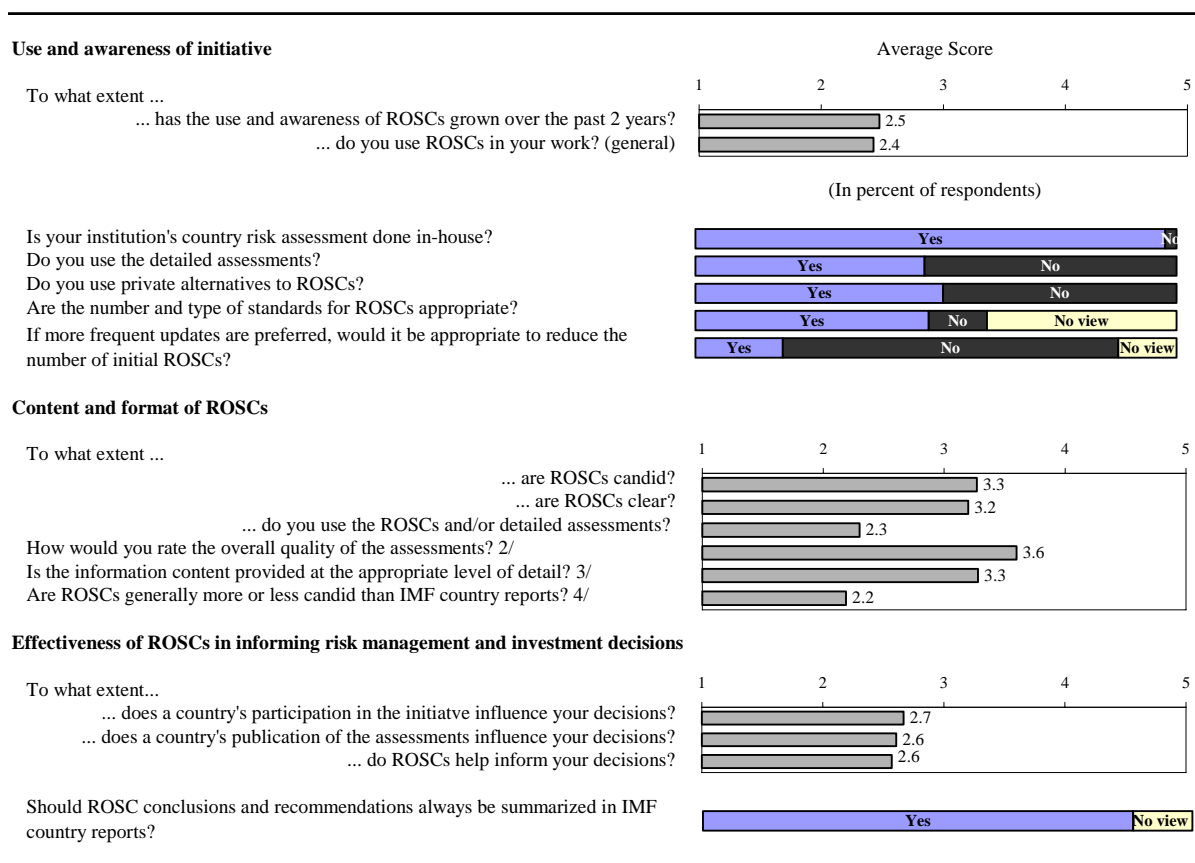 Use and awareness of initiative
Average Score
1 2 3 4 5
To what extent ...
... has the use and awareness of ROSCs grown over the past 2 years?
2.5
... do you use ROSCs in your work? (general)
2.4
(In percent of respondents)
Is your institution's country risk assessment done in-house?
Yes No
Do you use the detailed assessments?
Yes No
Do you use private alternatives to ROSCs?
Yes No
Are the number and type of standards for ROSCs appropriate?
Yes No No view
If more frequent updates are preferred, would it be appropriate to reduce the
number of initial ROSCs?
Yes No No view
Content and format of ROSCs
1 2 3 4 5
To what extent ...
... are ROSCs candid?
3.3
... are ROSCs clear?
3.2
... do you use the ROSCs and/or detailed assessments?
2.3
How would you rate the overall quality of the assessments? 2/
3.6
Is the information content provided at the appropriate level of detail? 3/
3.3
Are ROSCs generally more or less candid than IMF country reports? 4/
2.2
Effectiveness of ROSCs in informing risk management and investment decisions
1 2 3 4 5
To what extent...
... does a country's participation in the initiatve influence your decisions?
2.7
... does a country's publication of the assessments influence your decisions?
2.6
... do ROSCs help inform your decisions?
2.6
Should ROSC conclusions and recommendations always be summarized in IMF
country reports?
Yes No view